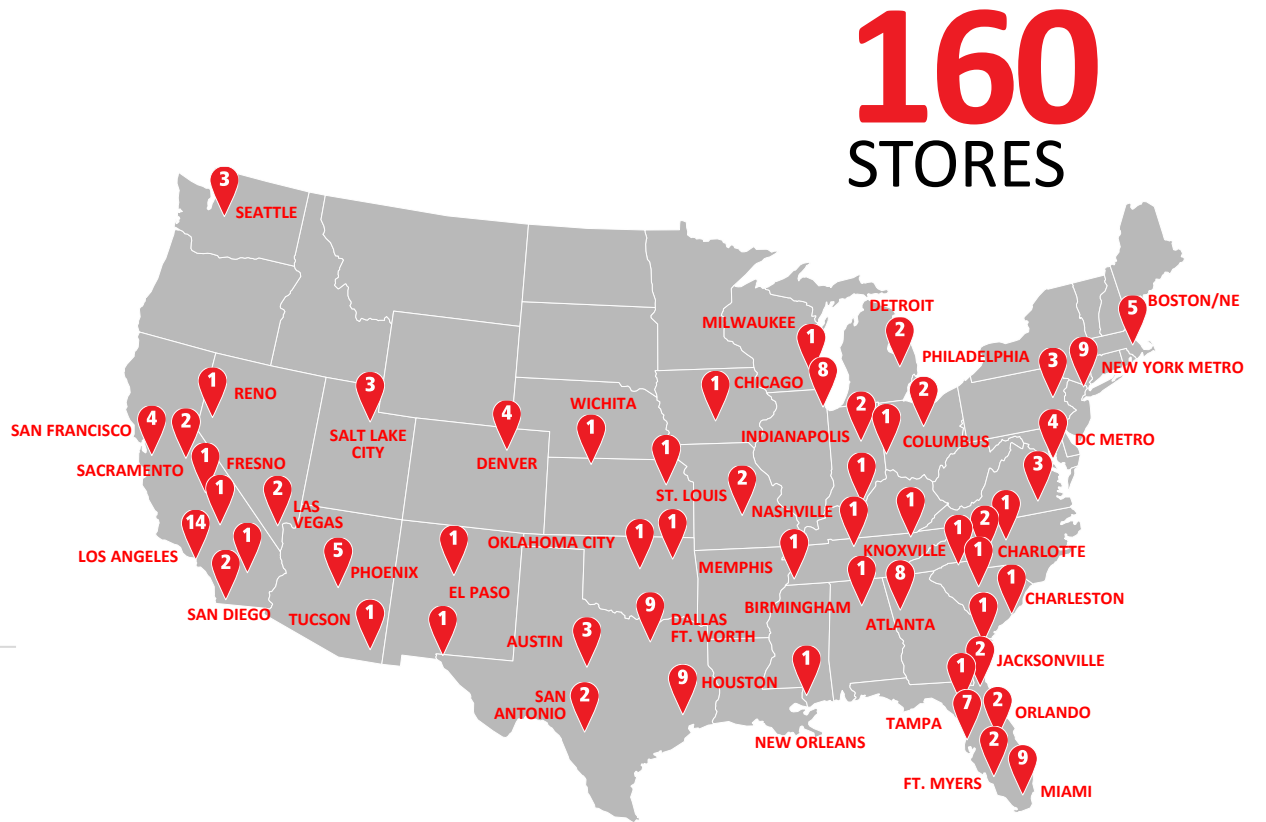 160
STORES
3
SEATTLE
BOSTON/NE
5
DETROIT
2
MILWAUKEE
1
PHILADELPHIA
3
9
NEW YORK METRO
1
RENO
3
SALT LAKE
CITY
4
DENVER
WICHITA
1
1
CHICAGO
8
2
2
1
INDIANAPOLIS
COLUMBUS
4
DC METRO
SAN FRANCISCO
4
2
SACRAMENTO
1
FRESNO
1
2
LAS
VEGAS
1
ST. LOUIS
2
1
NASHVILLE
1
1
3
14
LOS ANGELES
1
2
SAN DIEGO
5
PHOENIX
1
EL PASO
OKLAHOMA CITY
1
1
MEMPHIS
1
KNOXVILLE
1
2
1
1
CHARLOTTE
TUCSON
1
1
AUSTIN
3
9
DALLAS
FT. WORTH
BIRMINGHAM
1
8
ATLANTA
1
CHARLESTON
1
SAN
ANTONIO
2
9
HOUSTON
1
NEW ORLEANS
2
JACKSONVILLE
1
TAMPA
7
2
ORLANDO
2
FT. MYERS
9
MIAMI